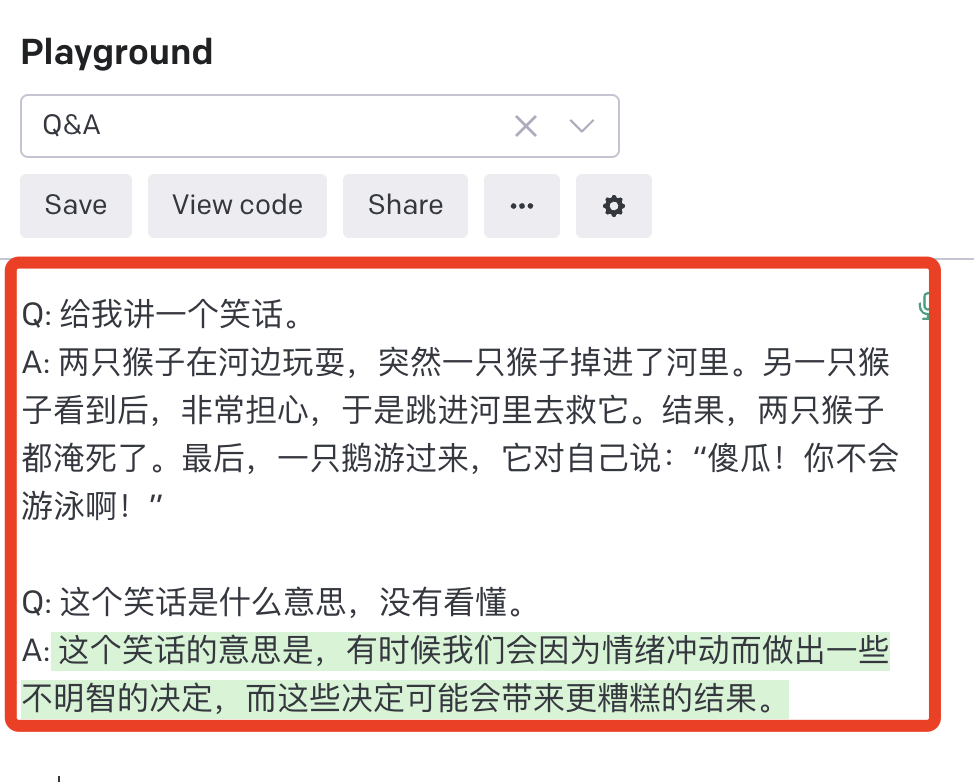 Playground
Q&A
Save View code Share
Q: 给我讲一个笑话。
A: 两只猴子在河边玩耍，突然一只猴子掉进了河里。另一只猴
子看到后，非常担心，于是跳进河里去救它。结果，两只猴子
都淹死了。最后，一只鹅游过来，它对自己说：“傻瓜！你不会
游泳啊！”
Q: 这个笑话是什么意思，没有看懂。
A: 这个笑话的意思是，有时候我们会因为情绪冲动而做出一些
不明智的决定，而这些决定可能会带来更糟糕的结果。